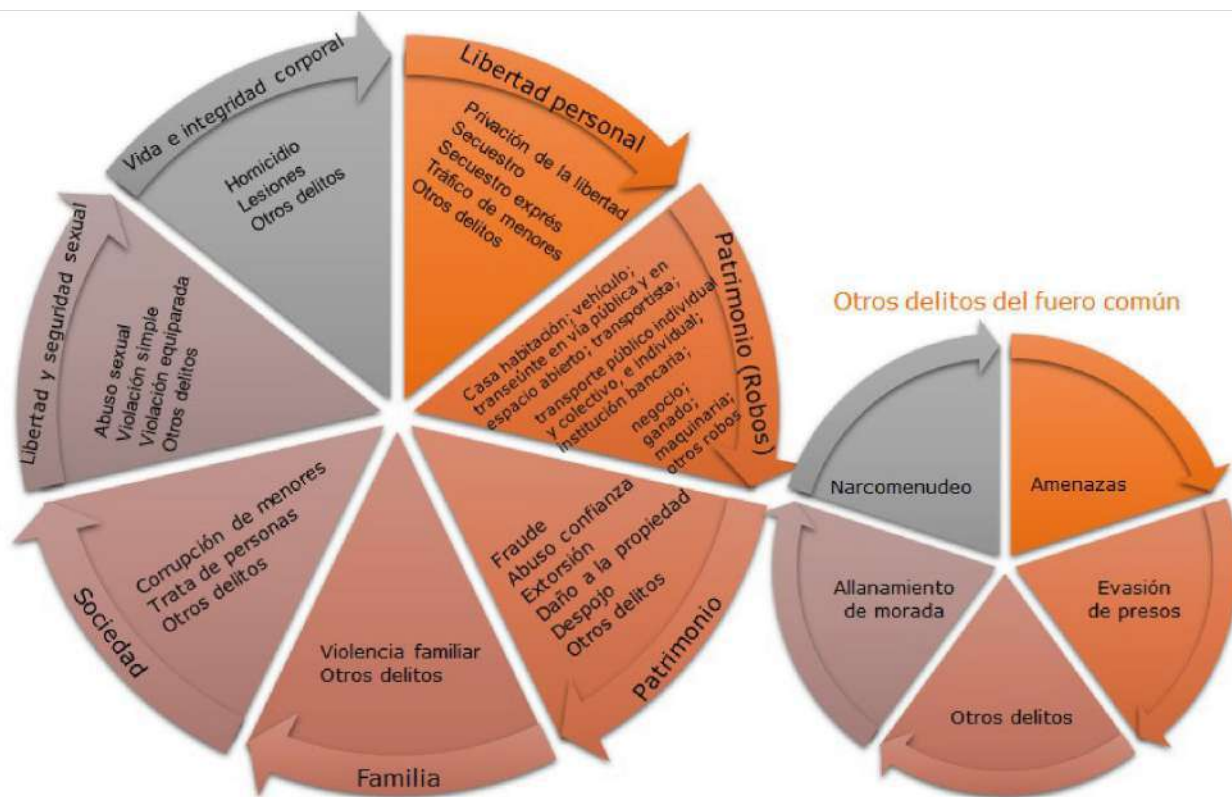 Vida e integridad corporal
Homicidio
Lesiones
Otros delitos
Libertad personal
Privación de la libertad
Secuestro
Secuestro exprés
Tráfico de menores
Otros delitos
Patrimonio (Robos)
Casa habitación; vehículo;
transeúnte en vía pública y en
espacio abierto; transportista;
transporte público individual
y colectivo, e individual;
institución bancaria;
negocio;
ganado;
maquinaria;
otros robos
Patrimonio
Fraude
Abuso confianza
Extorsión
Daño a la propiedad
Despojo
Otros delitos
Familia
Violencia familiar
Otros delitos
Sociedad
Corrupción de menores
Trata de personas
Otros delitos
Libertad y seguridad sexual
Abuso sexual
Violación simple
Violación equiparada
Otros delitos
Otros delitos del fuero común
Narcomenudeo
Amenazas
Evasión
de presos
Otros delitos
Allanamiento
de morada